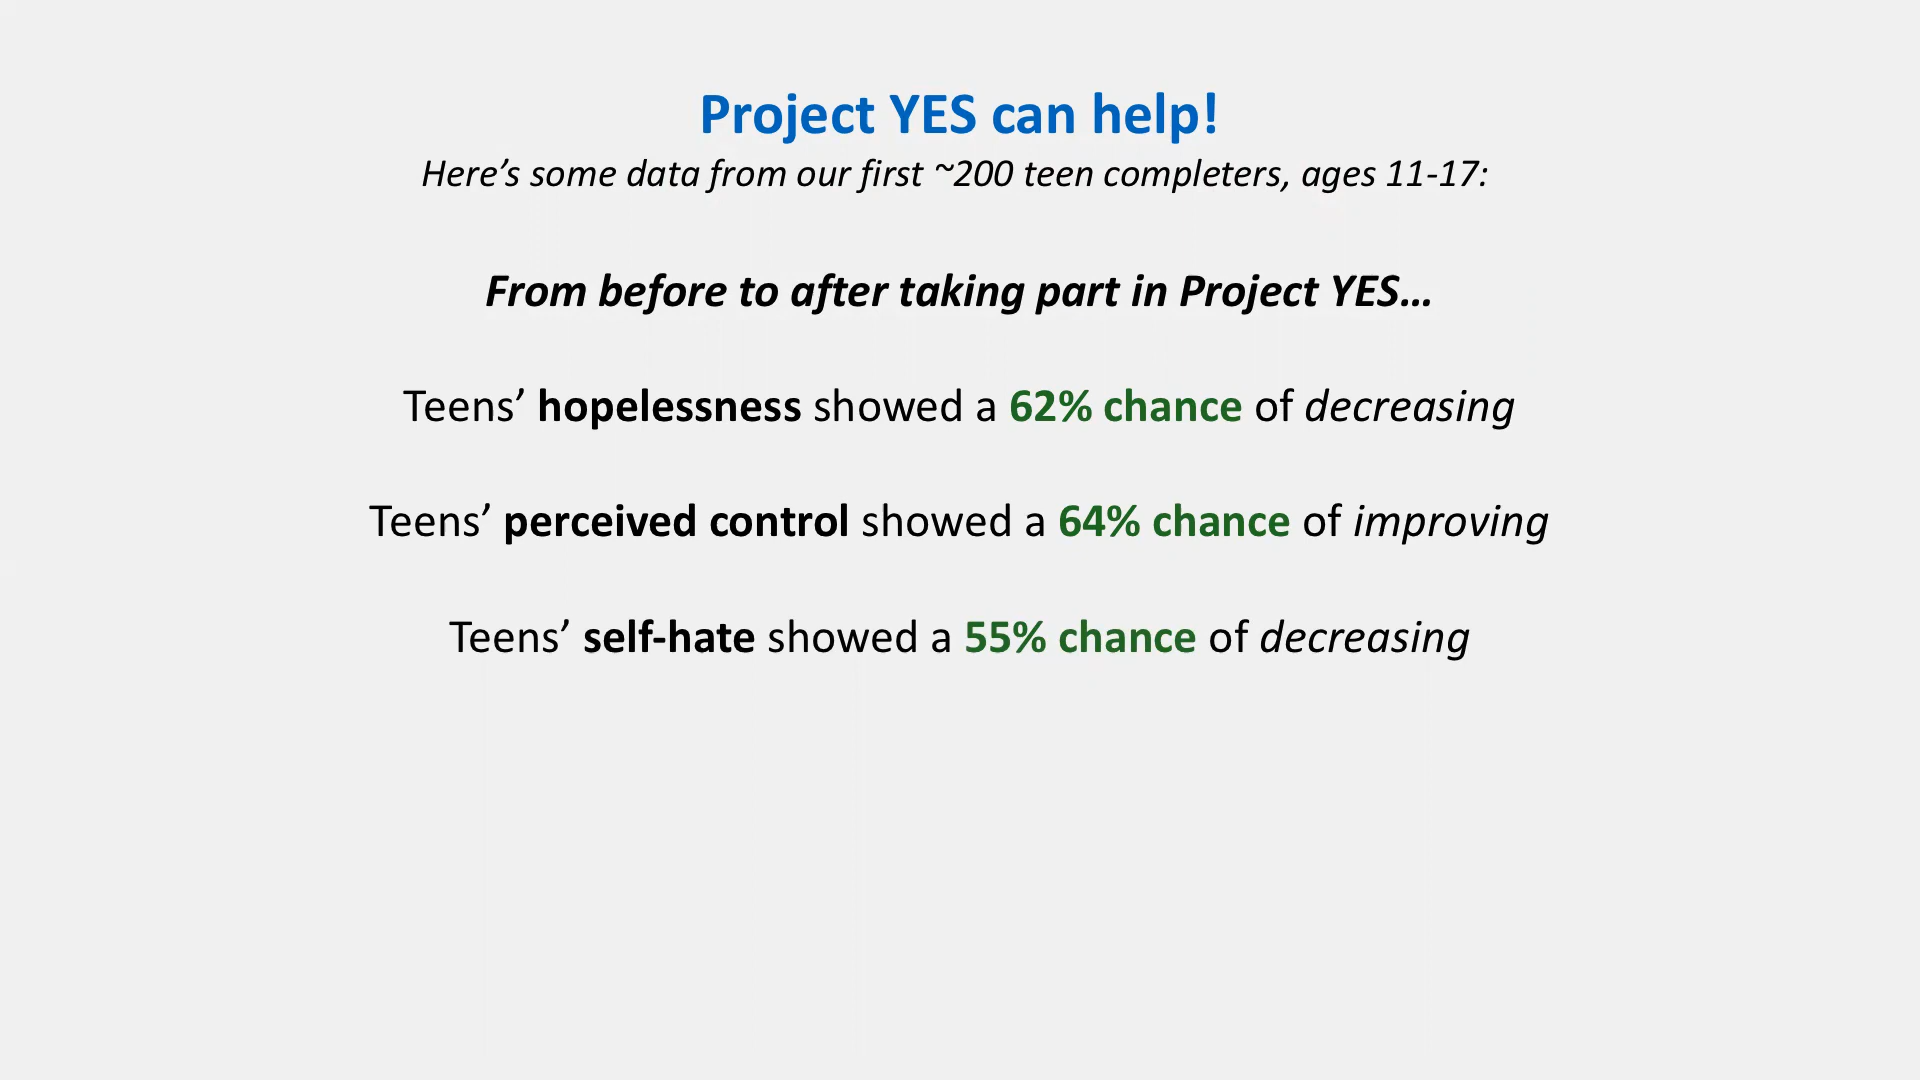 Project YES can help!
Here’s some data from our first ~200 teen completers, ages 11-17:
From before to after taking part in Project YES…
Teens’ hopelessness showed a 62% chance of decreasing
Teens’ perceived control showed a 64% chance of improving
Teens’ self-hate showed a 55% chance of decreasing